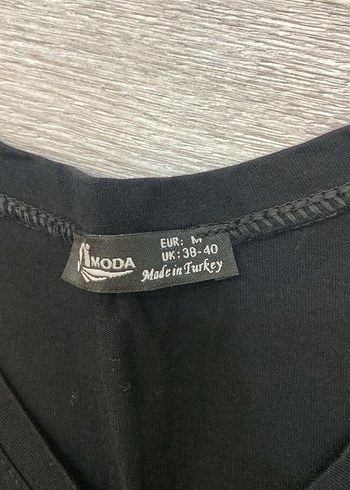 MODA
EUR: M
UK: 38-40
Made in Turkey